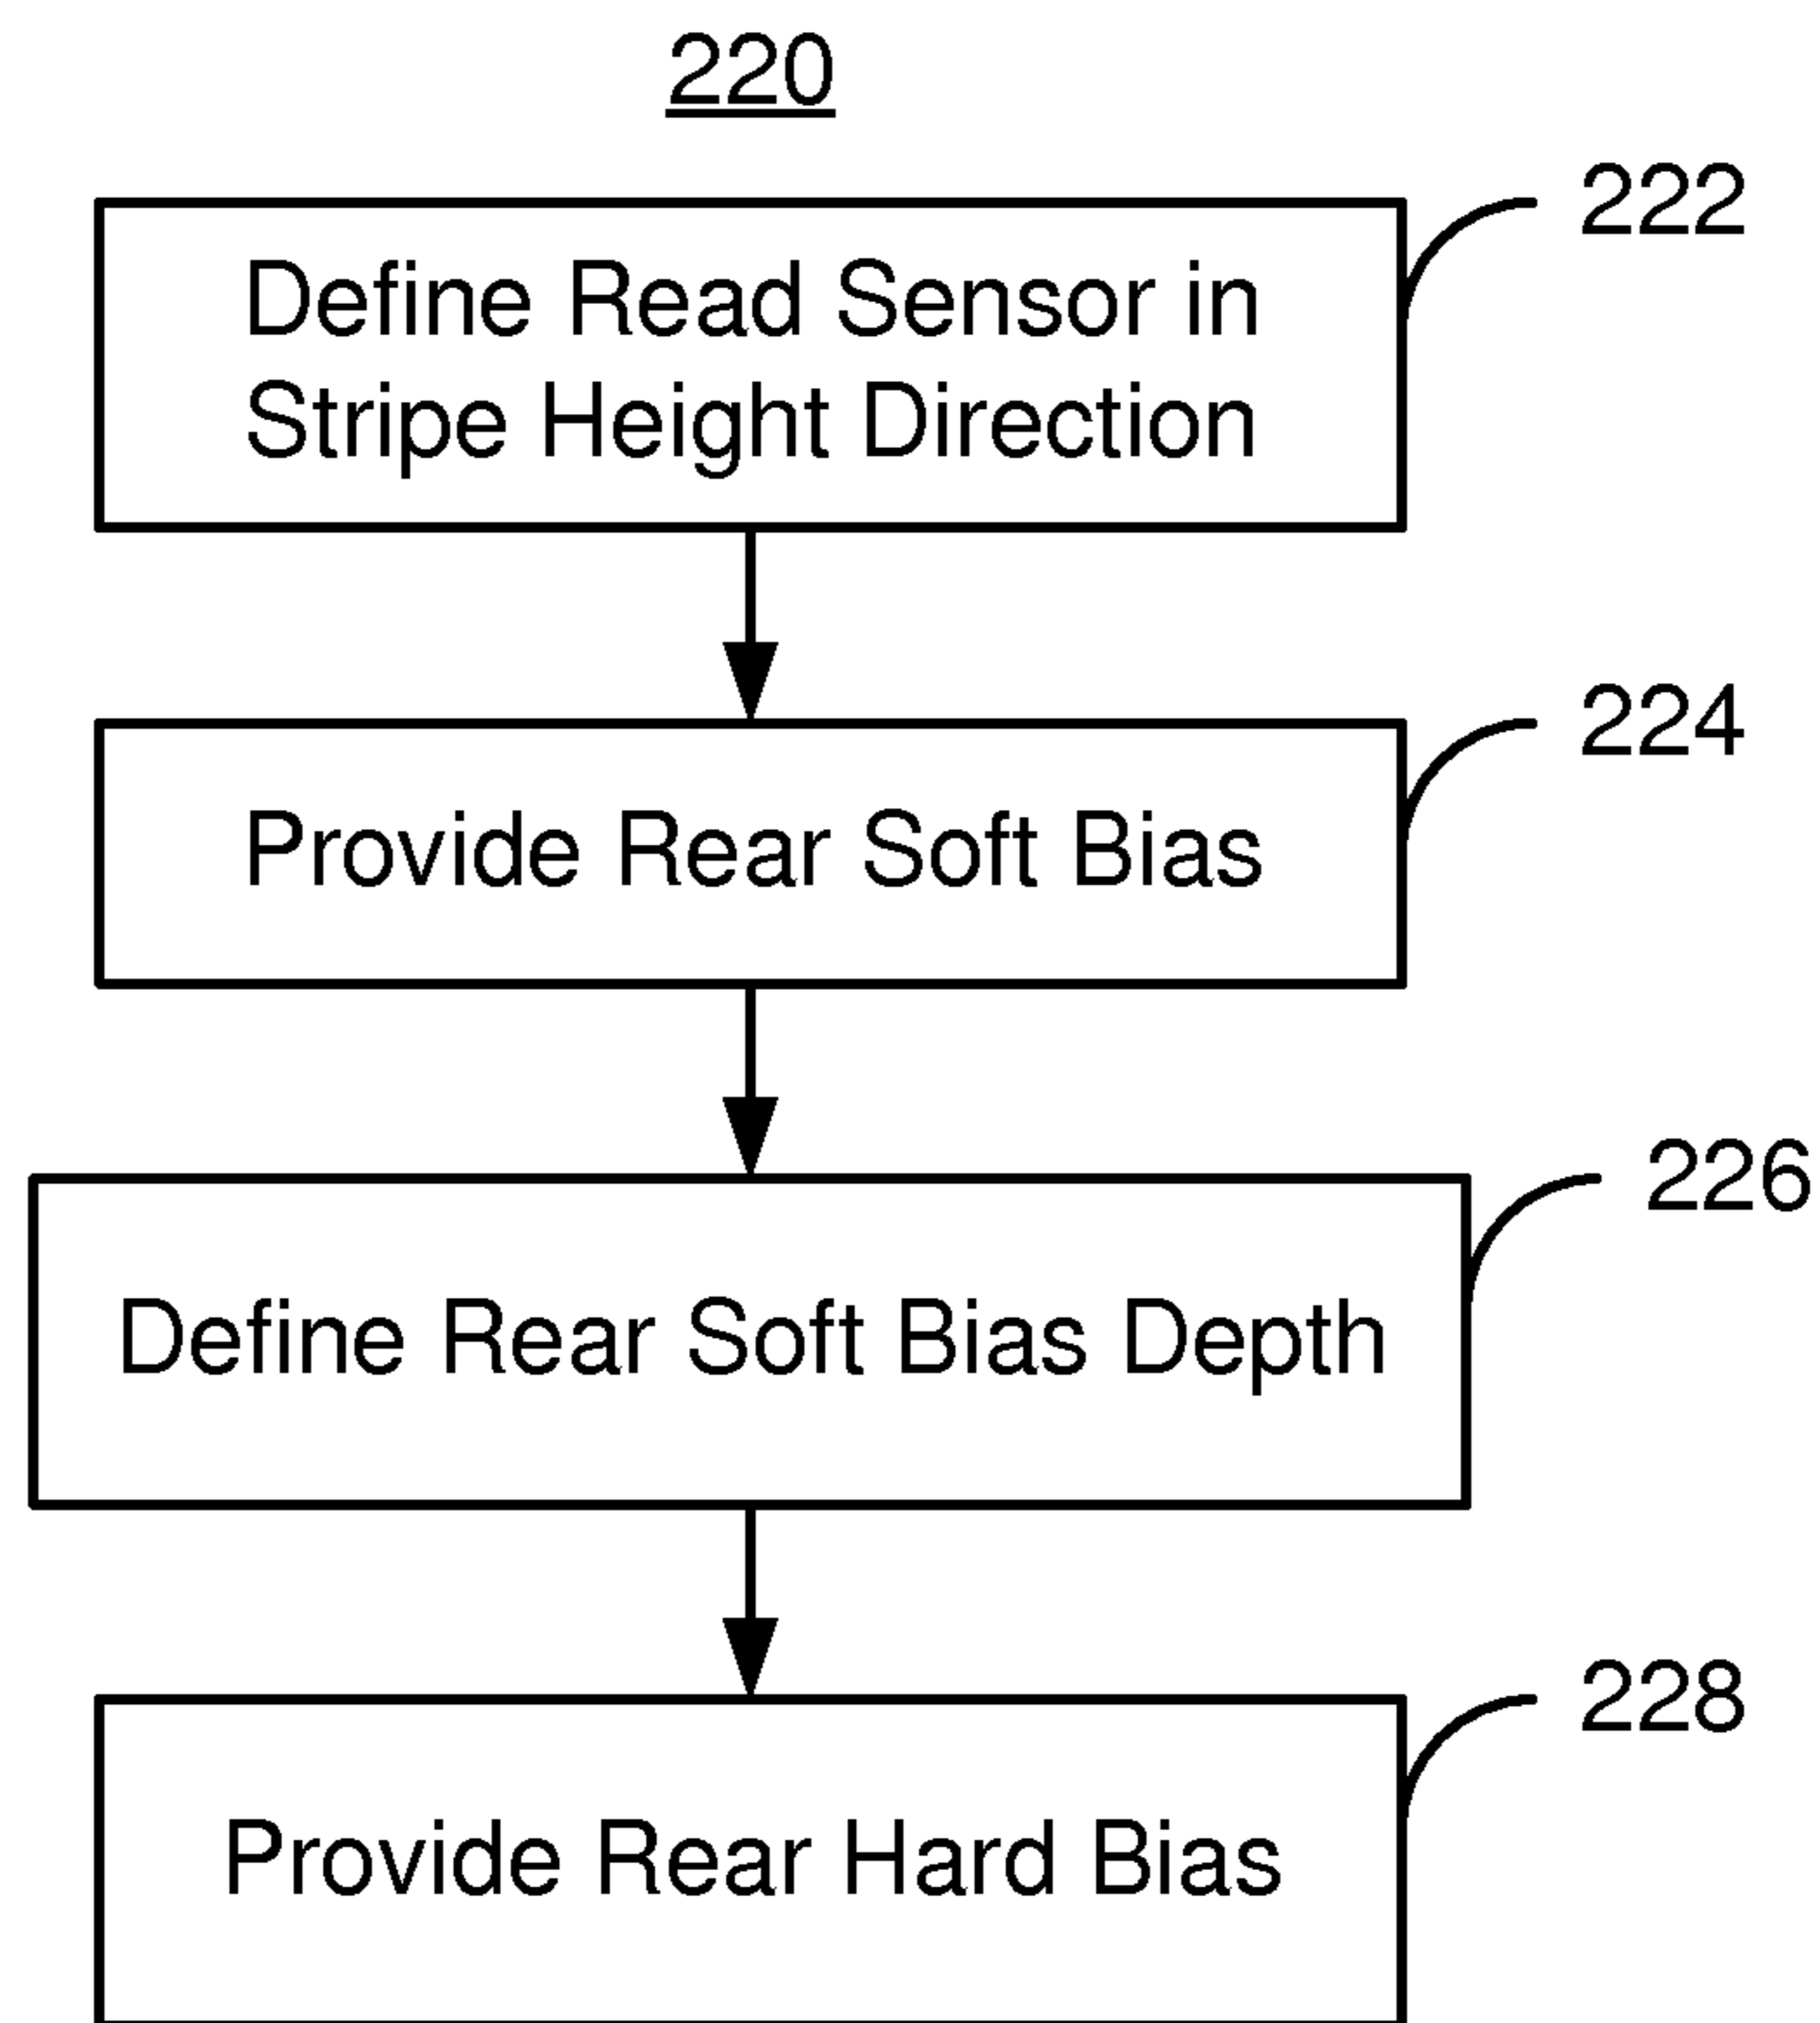 220
222
Define Read Sensor in
Stripe Height Direction
224
Provide Rear Soft Bias
226
Define Rear Soft Bias Depth
228
Provide Rear Hard Bias